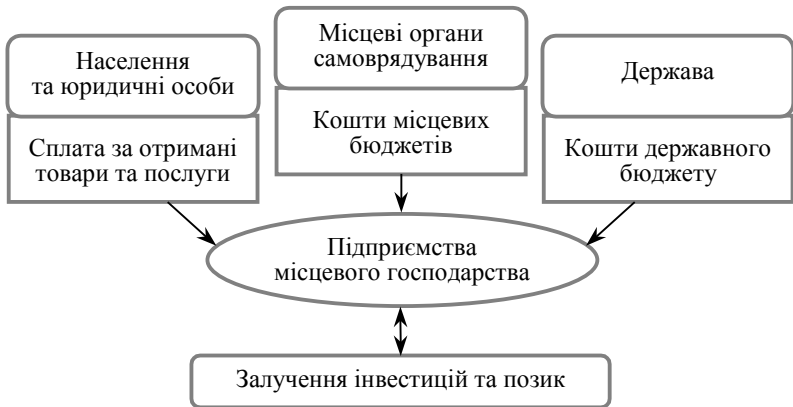 Населення
та юридичні особи
Сплата за отримані
товари та послуги
Місцеві органи
самоврядування
Кошти місцевих
бюджетів
Держава
Кошти державного
бюджету
Підприємства
місцевого господарства
Залучення інвестицій та позик